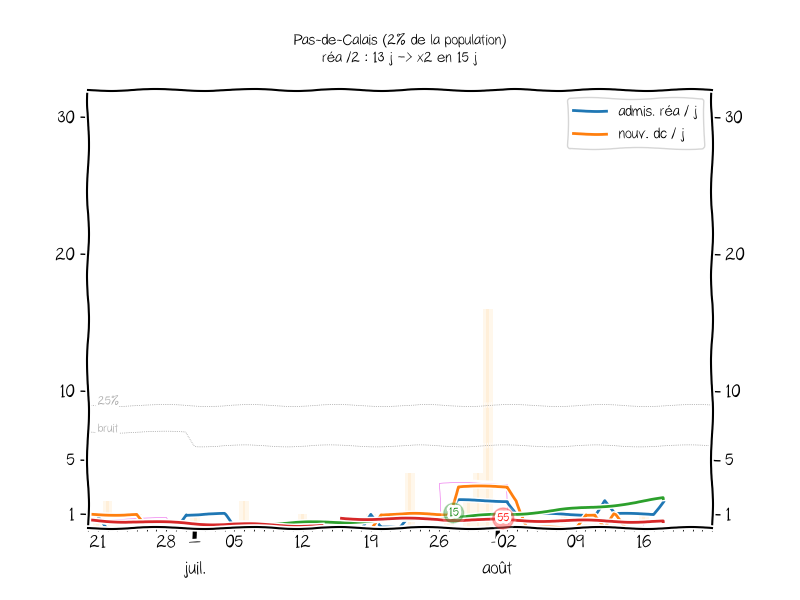 Pas-de-Calais (2% de la population)
réa /2 : 13 j -> x2 en 15 j
admis. réa / j
nouv. dc / j
30
30
20
20
10
10
25%
bruit
5
5
1
1
15
55
21 28 05 12 19 26 02 09 16
juil. août